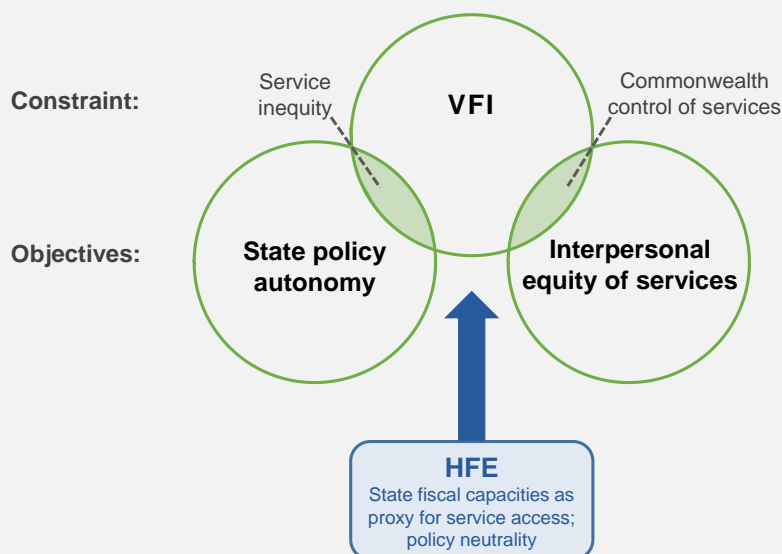 Service
inequity
Commonwealth
control of services
Constraint:
VFI
Objectives:
State policy
autonomy
Interpersonal
equity of services
HFE
State fiscal capacities as
proxy for service access;
policy neutrality